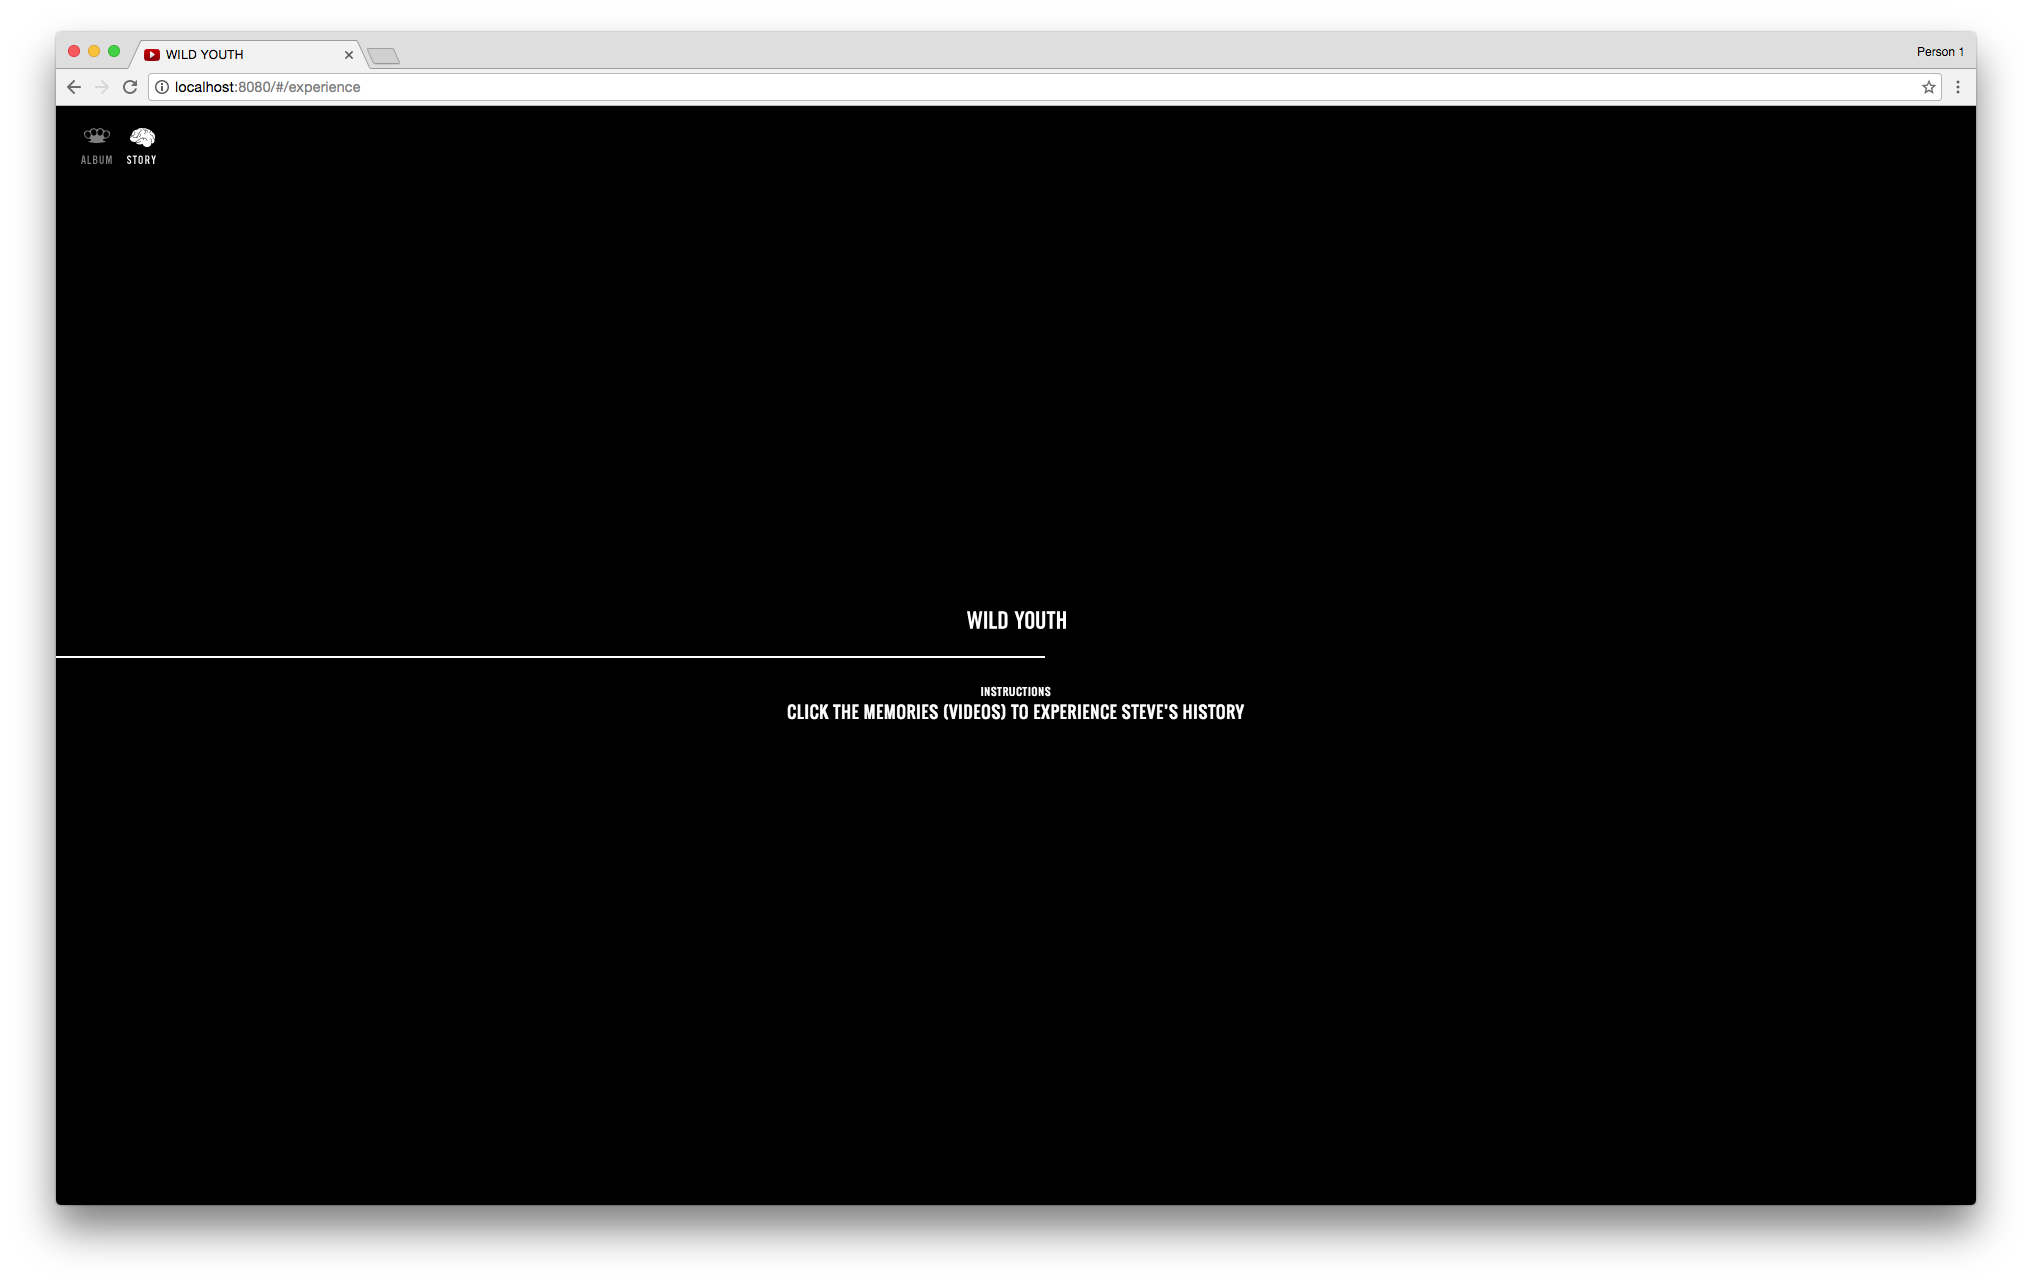 WILD YOUTH
Person 1
localhost:8080/#/experience
ALBUM STORY
WILD YOUTH
INSTRUCTIONS
CLICK THE MEMORIES (VIDEOS) TO EXPERIENCE STEVE'S HISTORY